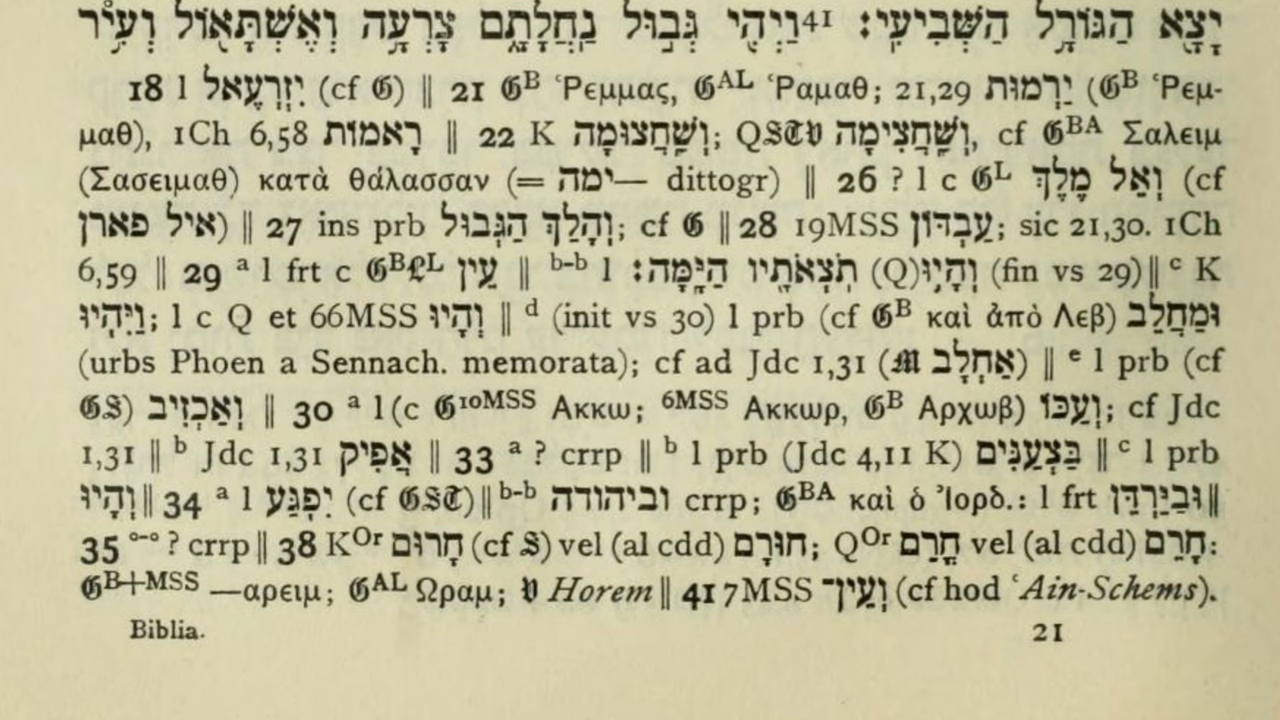 יָצָ֖א הַגּוֹרָ֥ל הַשְּׁבִיעִֽי׃ 41וַיְהִ֖י גְּב֣וּל נַחֲלָתָ֑ם צָרְעָ֥ה וְאֶשְׁתָּא֖וֹל וְעִ֥יר
18 l יִזְרְעֶאל (cf 𝔊) ‖ 21 𝔊ᴮ Ῥεμμας, 𝔊ᴬᴸ Ῥαμαθ; 21,29 יַרְמוּת (𝔊ᴮ Ῥεμ-
μαθ), 1Ch 6,58 רָאמוֹת ‖ 22 K וְשַׁחֲצוּמָה; Q𝔖𝔗𝔙 וְשַׁחֲצִימָה, cf 𝔊ᴮᴬ Σαλειμ
(Σασειμαθ) κατὰ θάλασσαν (= ימה— dittogr) ‖ 26 ? l c 𝔊ᴸ וְאַל מֶלֶךְ (cf
איל פארן) ‖ 27 ins prb וְהָלַךְ הַגְּבוּל; cf 𝔊 ‖ 28 19MSS עַבְדּוֹן; sic 21,30. 1Ch
6,59 ‖ 29 ᵃ l frt c 𝔊ᴮ𝔏ᴸ עֵין ‖ ᵇ⁻ᵇ l וְהָי֥וּ(Q) תֹצְאֹתָ֖יו הַיָּֽמָּה׃ (fin vs 29)‖ ᶜ K
וַיִּהְיוּ; l c Q et 66MSS וְהָיוּ ‖ ᵈ (init vs 30) l prb (cf 𝔊ᴮ καὶ ἀπὸ Λεβ) וּמַחֲלַב
(urbs Phoen a Sennach. memorata); cf ad Jdc 1,31 (𝔐 אַחְלָב) ‖ ᵉ l prb (cf
𝔊𝔖) וְאַכְזִיב ‖ 30 ᵃ l(c 𝔊¹⁰ᴹˢˢ Ακκω; ⁶ᴹˢˢ Ακκωρ, 𝔊ᴮ Αρχωβ) וְעַכּוֹ; cf Jdc
1,31 ‖ ᵇ Jdc 1,31 אֲפִיק ‖ 33 ᵃ ? crrp ‖ ᵇ l prb (Jdc 4,11 K) בְּצַעֲנִים ‖ ᶜ l prb
וְהָיוּ ‖ 34 ᵃ l יִפְגַּע (cf 𝔊𝔖𝔗)‖ ᵇ⁻ᵇ וביהודה crrp; 𝔊ᴮᴬ καὶ ὁ Ἰορδ.: l frt וּבַיַּרְדֵּן ‖
35 °⁻° ? crrp ‖ 38 Kᴼʳ חָרוּם (cf 𝔖) vel (al cdd) חוּרָם; Qᴼʳ חֳרֵם vel (al cdd) חָרֵם:
𝔊ᴮ⁺ᴹˢˢ —αρειμ; 𝔊ᴬᴸ Ωραμ; 𝔙 Horem ‖ 41 7MSS וְעֵין־ (cf hod ʿAin-Schems).
Biblia. 21